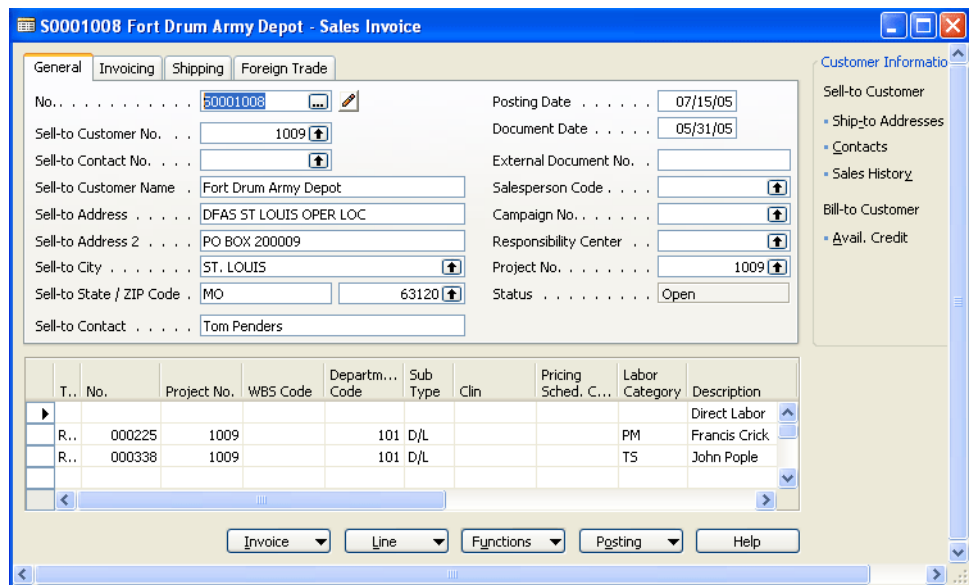 S0001008 Fort Drum Army Depot - Sales Invoice
General Invoicing Shipping Foreign Trade
No. . . . . . . . . . . . S0001008 ...
Sell-to Customer No. . . . 1009
Sell-to Contact No. . . . .
Sell-to Customer Name . Fort Drum Army Depot
Sell-to Address . . . . . DFAS ST LOUIS OPER LOC
Sell-to Address 2 . . . . PO BOX 200009
Sell-to City . . . . . . . ST. LOUIS
Sell-to State / ZIP Code . MO 63120
Sell-to Contact . . . . . Tom Penders
Posting Date . . . . . . 07/15/05
Document Date . . . . . 05/31/05
External Document No. .
Salesperson Code . . . .
Campaign No. . . . . . .
Responsibility Center . .
Project No. . . . . . . . 1009
Status . . . . . . . . . Open
Customer Informatio
Sell-to Customer
Ship-to Addresses
Contacts
Sales History
Bill-to Customer
Avail. Credit
T.. No. Project No. WBS Code Departm... Code Sub Type Clin Pricing Sched. C... Labor Category Description
Direct Labor
R.. 000225 1009 101 D/L PM Francis Crick
R.. 000338 1009 101 D/L TS John Pople
Invoice Line Functions Posting Help